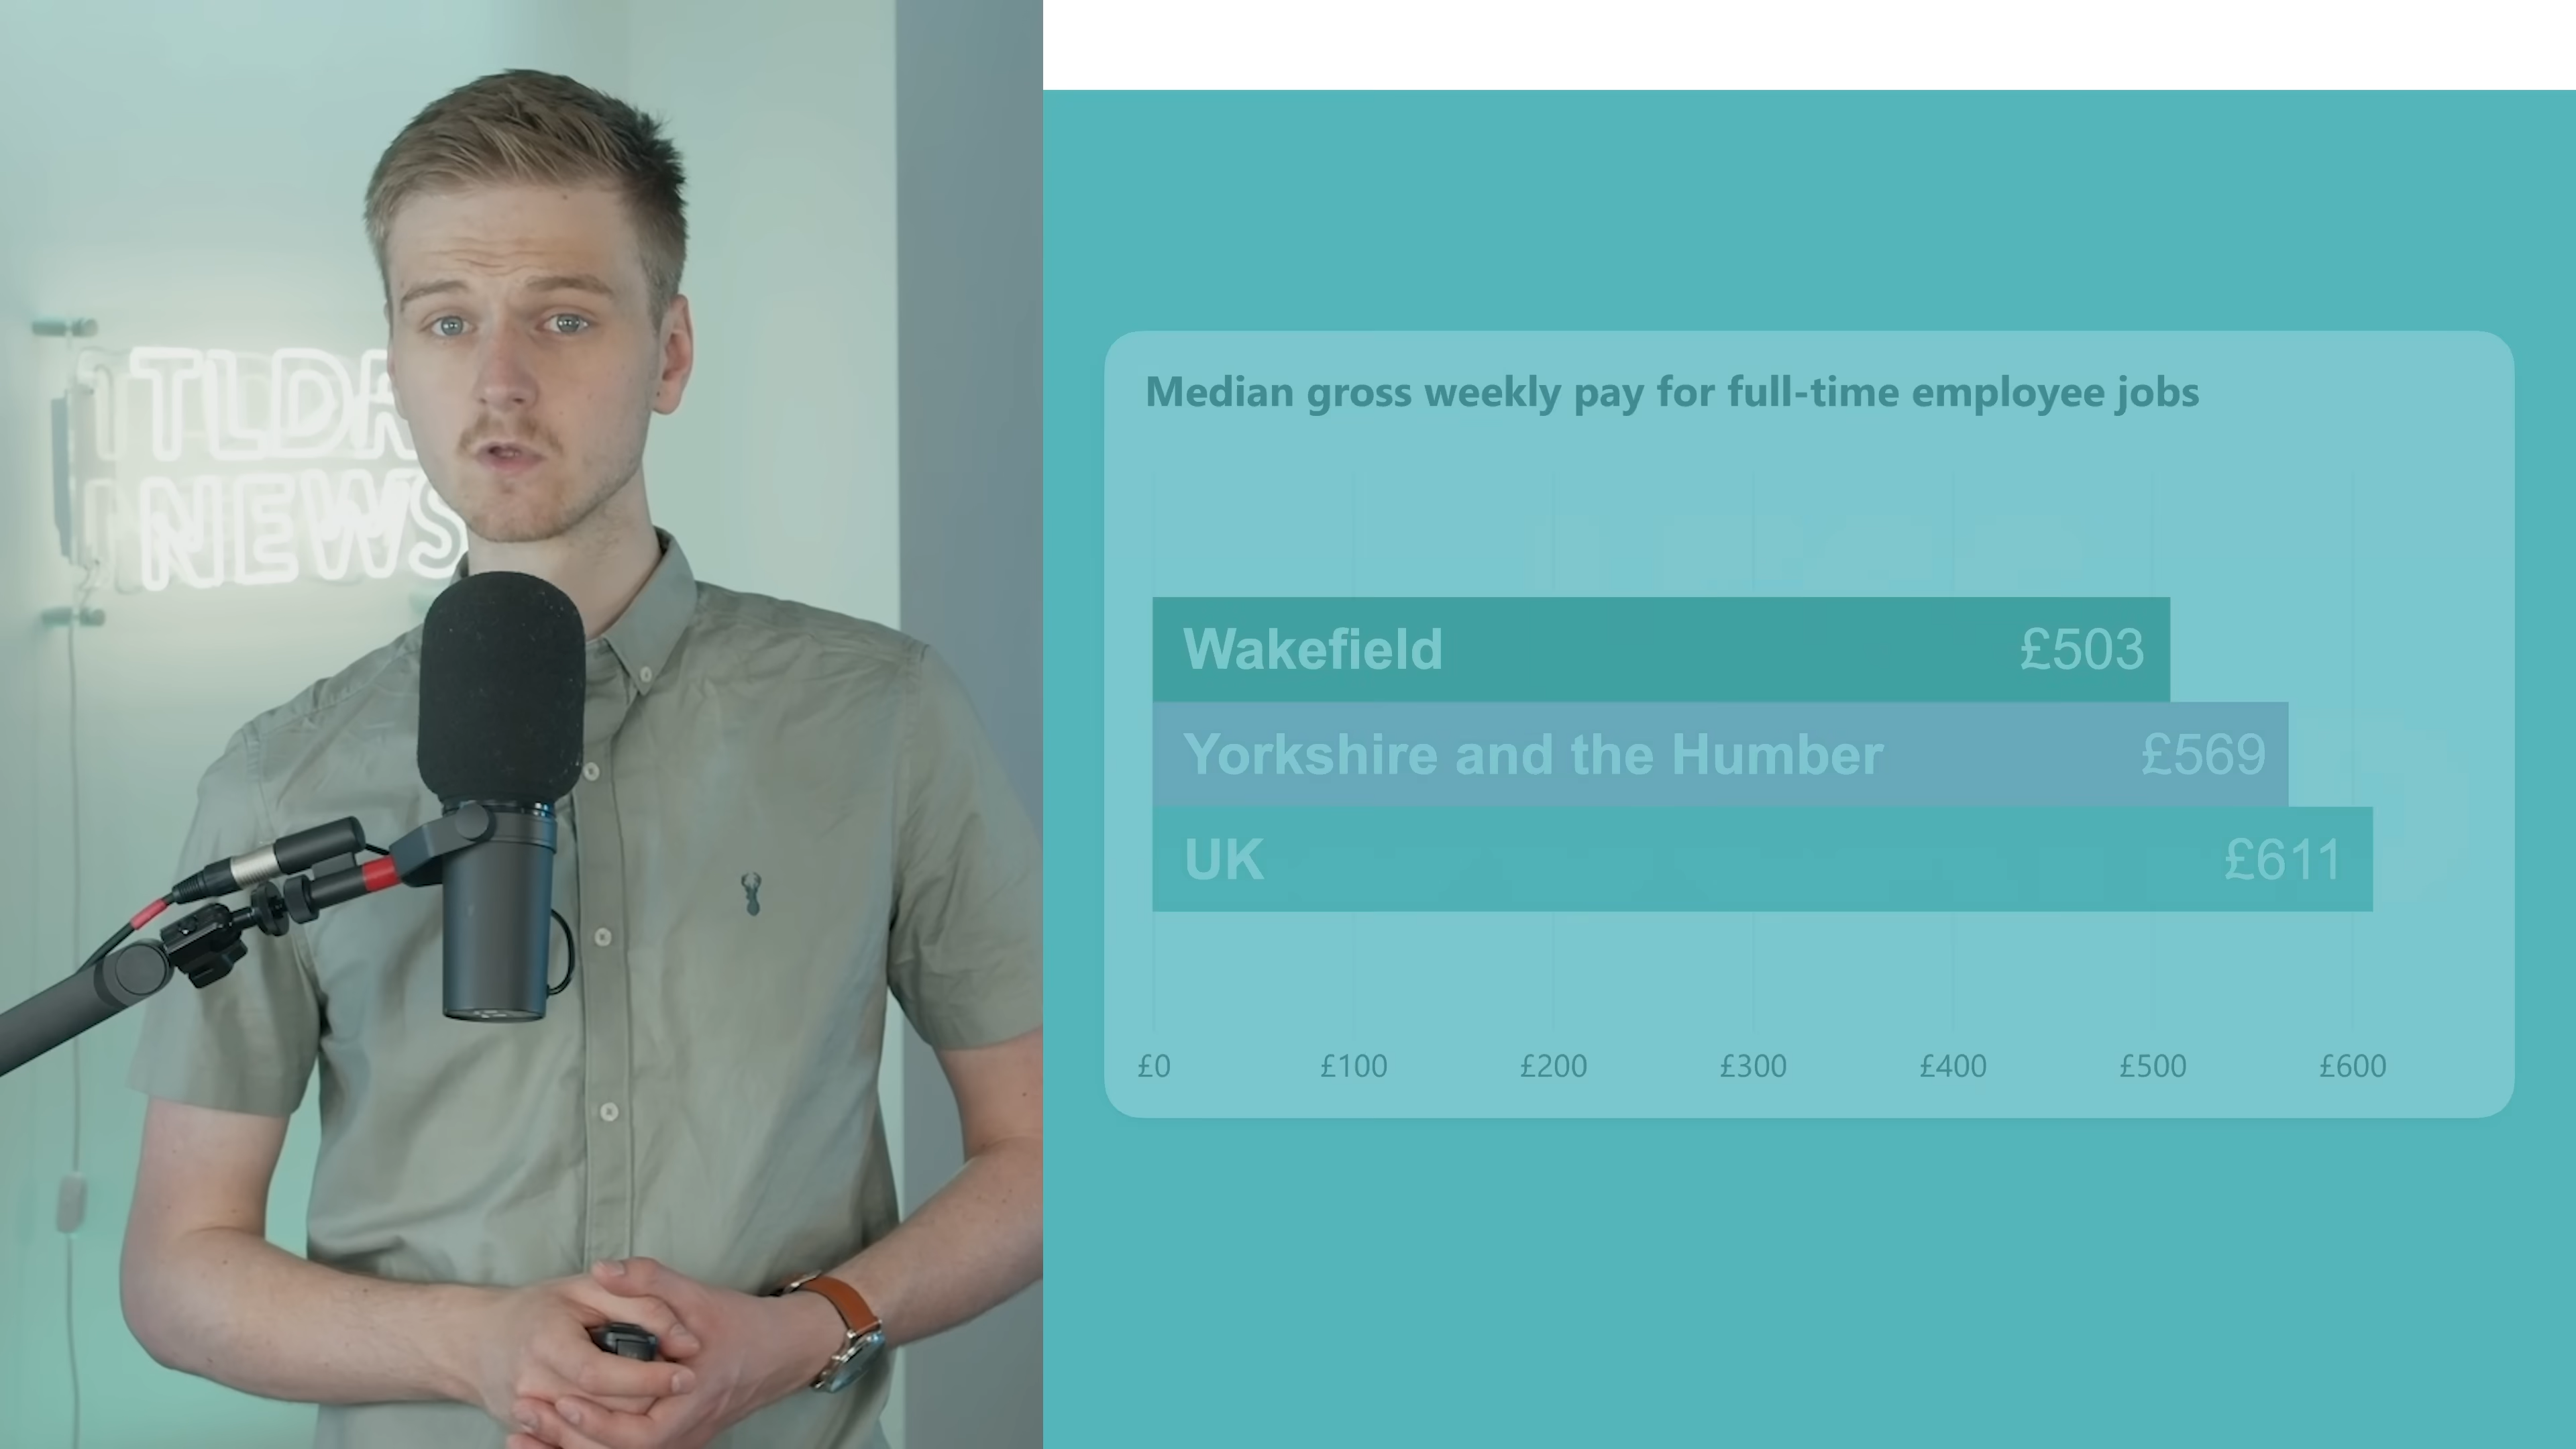 TLDR
NEWS
Median gross weekly pay for full-time employee jobs
Wakefield £503
Yorkshire and the Humber £569
UK £611
£0 £100 £200 £300 £400 £500 £600